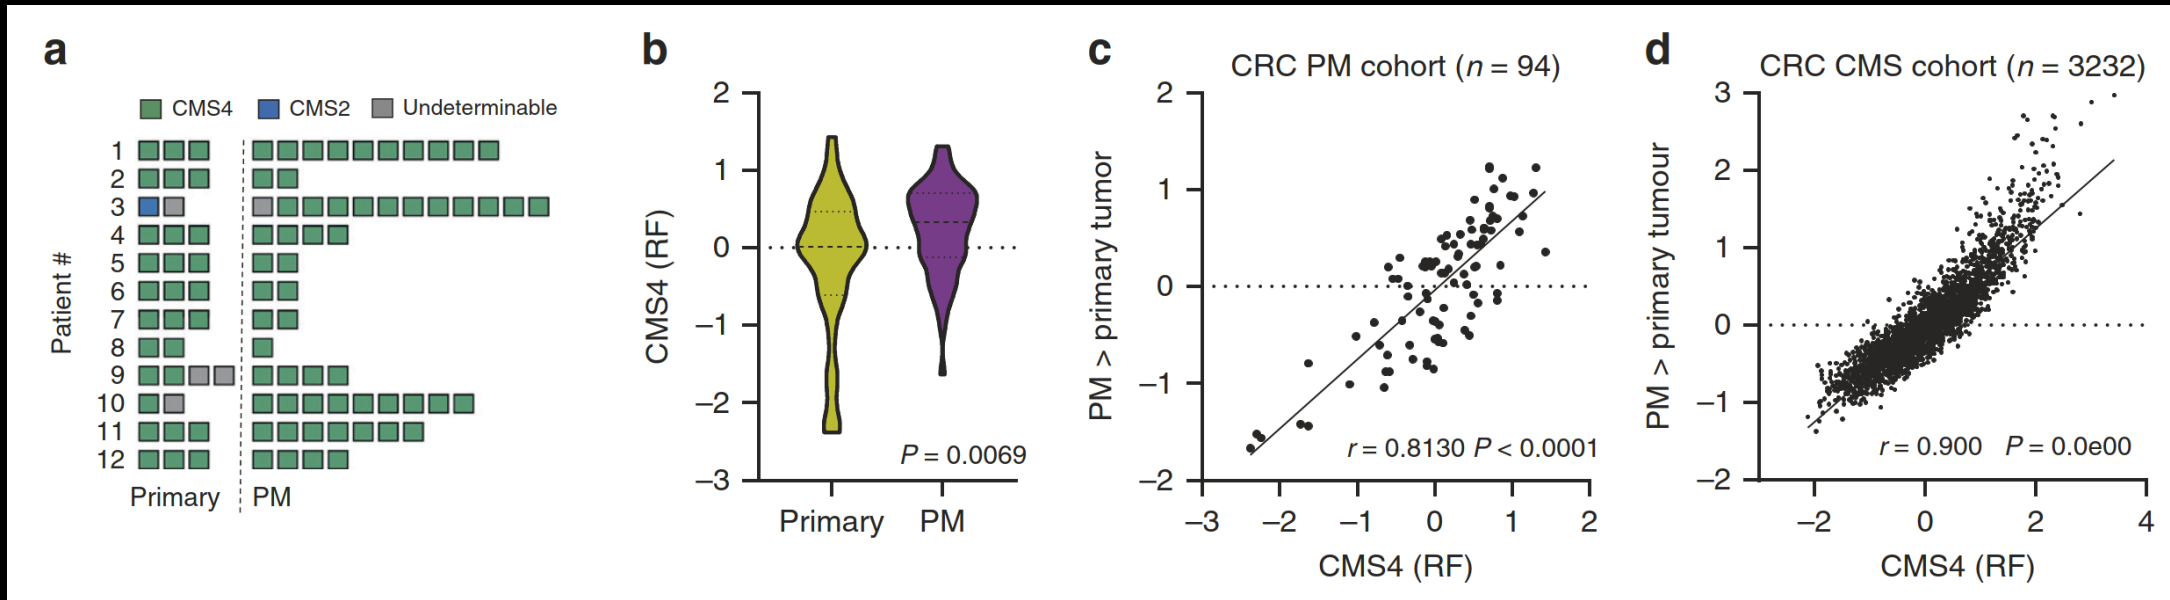 a
CMS4 CMS2 Undeterminable
Patient #
1
2
3
4
5
6
7
8
9
10
11
12
Primary PM
b
CMS4 (RF)
2
1
0
−1
−2
−3
P = 0.0069
Primary PM
c
CRC PM cohort (n = 94)
PM > primary tumor
2
1
0
−1
−2
r = 0.8130 P < 0.0001
−3 −2 −1 0 1 2
CMS4 (RF)
d
CRC CMS cohort (n = 3232)
PM > primary tumour
3
2
1
0
−1
−2
r = 0.900 P = 0.0e00
−2 0 2 4
CMS4 (RF)